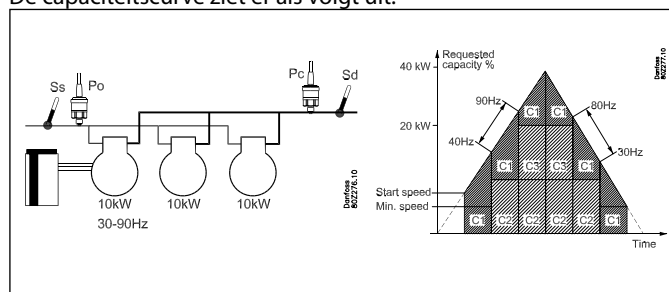 De capaciteitscurve ziet er als volgt uit:
Ss
Po
Pc
Sd
10kW
10kW
10kW
30-90Hz
Danfoss
80Z276.10
Requested
capacity %
40 kW
20 kW
Start speed
Min. speed
90Hz
40Hz
80Hz
30Hz
C1 C1
C1 C3 C3 C1
C1 C2 C2 C2 C2 C1
Time
Danfoss
80Z277.10